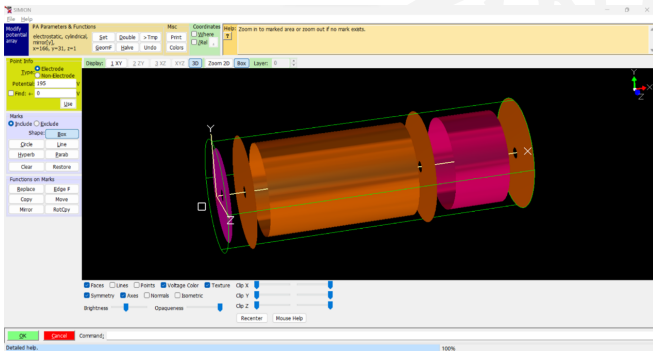 SIMION
File Help
Modify potential array
PA Parameters & Functions
electrostatic, cylindrical, mirror[y], x=166, y=31, z=1
Set Double >Tmp
GeomF Halve Undo
Misc
Print
Colors
Coordinates
Where
/Rel
Help: Zoom in to marked area or zoom out if no mark exists.
?
Point Info
Type: Electrode
Non-Electrode
Potential: 195 V
Find: +- 0 V
Use
Display: 1 XY 2 ZY 3 XZ XYZ 3D Zoom 2D Box Layer: 0
Marks
Include Exclude
Shape: Box
Circle Line
Hyperb Parab
Clear Restore
Functions on Marks
Replace Edge F
Copy Move
Mirror RotCpy
Y
X
Z
Y
X
Z
Faces Lines Points Voltage Color Texture Clip X
Symmetry Axes Normals Isometric Clip Y
Brightness Opaqueness Clip Z
Recenter Mouse Help
OK Cancel Command:
Detailed help. 100%